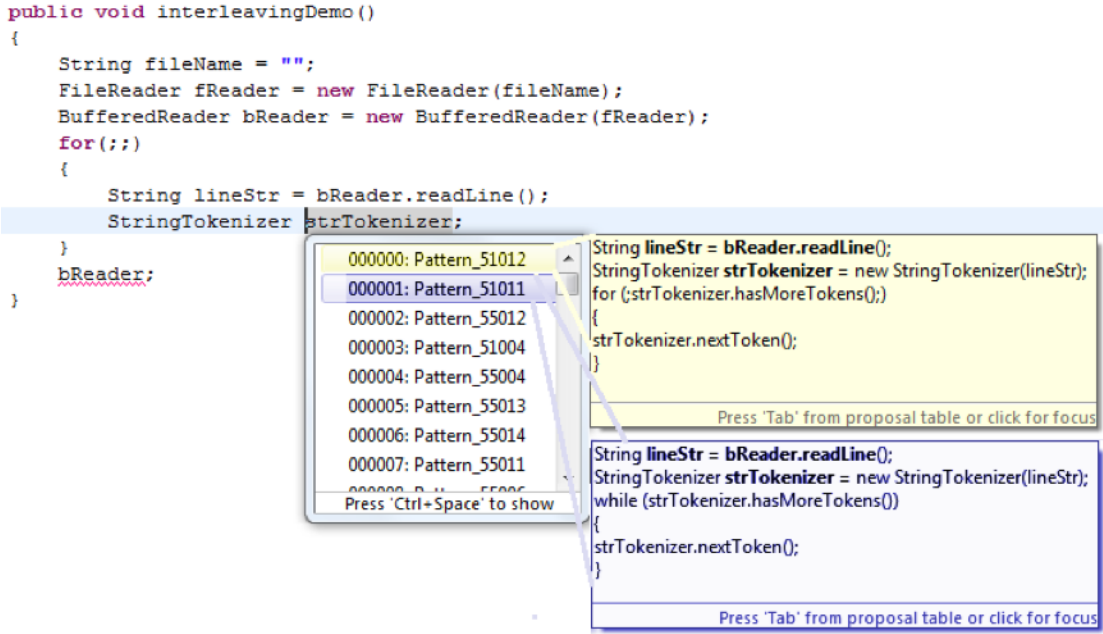 public void interleavingDemo()
{
String fileName = "";
FileReader fReader = new FileReader(fileName);
BufferedReader bReader = new BufferedReader(fReader);
for(;;)
{
String lineStr = bReader.readLine();
StringTokenizer strTokenizer;
}
bReader;
}
000000: Pattern_51012
000001: Pattern_51011
000002: Pattern_55012
000003: Pattern_51004
000004: Pattern_55004
000005: Pattern_55013
000006: Pattern_55014
000007: Pattern_55011
Press 'Ctrl+Space' to show
String lineStr = bReader.readLine();
StringTokenizer strTokenizer = new StringTokenizer(lineStr);
for (;strTokenizer.hasMoreTokens();)
{
strTokenizer.nextToken();
}
Press 'Tab' from proposal table or click for focus
String lineStr = bReader.readLine();
StringTokenizer strTokenizer = new StringTokenizer(lineStr);
while (strTokenizer.hasMoreTokens())
{
strTokenizer.nextToken();
}
Press 'Tab' from proposal table or click for focus